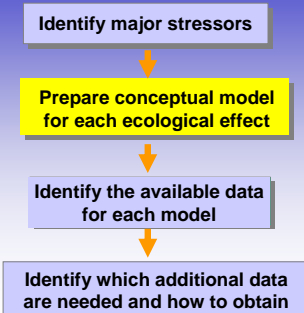 Identify major stressors
Prepare conceptual model
for each ecological effect
Identify the available data
for each model
Identify which additional data
are needed and how to obtain